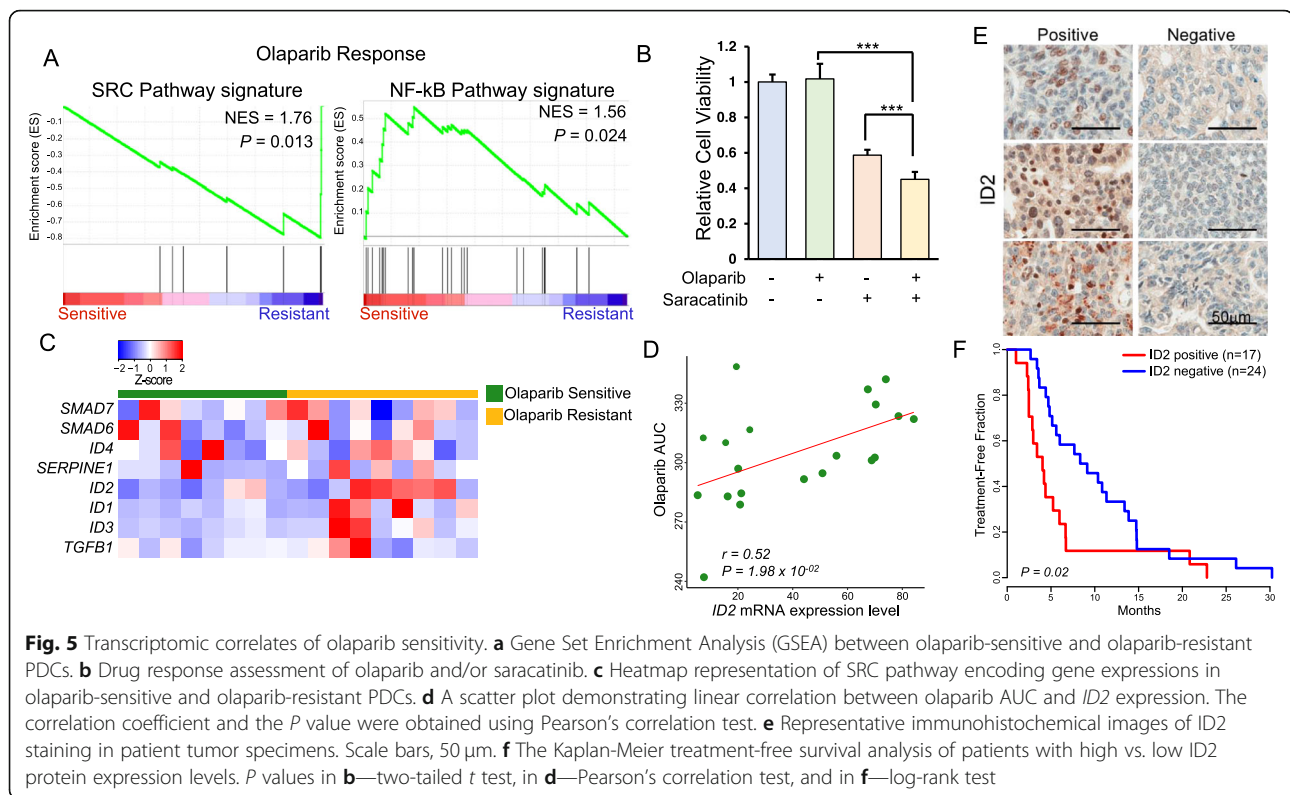 A
Olaparib Response
SRC Pathway signature
NES = 1.76
P = 0.013
Enrichment score (ES)
-0.1
-0.2
-0.3
-0.4
-0.5
-0.6
-0.7
-0.8
Sensitive
Resistant
NF-kB Pathway signature
NES = 1.56
P = 0.024
Enrichment score (ES)
0.5
0.4
0.3
0.2
0.1
Sensitive
Resistant
B
Relative Cell Viability
1.2
1
0.8
0.6
0.4
0.2
0
***
***
Olaparib - + - +
Saracatinib - - + +
C
-2 -1 0 1 2
Z-score
Olaparib Sensitive
Olaparib Resistant
SMAD7
SMAD6
ID4
SERPINE1
ID2
ID1
ID3
TGFB1
D
Olaparib AUC
330
300
270
240
r = 0.52
P = 1.98 x 10-02
20 40 60 80
ID2 mRNA expression level
E
Positive
Negative
ID2
50μm
F
Treatment-Free Fraction
1.0
0.8
0.6
0.4
0.2
0.0
ID2 positive (n=17)
ID2 negative (n=24)
P = 0.02
0 5 10 15 20 25 30
Months
Fig. 5 Transcriptomic correlates of olaparib sensitivity. a Gene Set Enrichment Analysis (GSEA) between olaparib-sensitive and olaparib-resistant
PDCs. b Drug response assessment of olaparib and/or saracatinib. c Heatmap representation of SRC pathway encoding gene expressions in
olaparib-sensitive and olaparib-resistant PDCs. d A scatter plot demonstrating linear correlation between olaparib AUC and ID2 expression. The
correlation coefficient and the P value were obtained using Pearson's correlation test. e Representative immunohistochemical images of ID2
staining in patient tumor specimens. Scale bars, 50 μm. f The Kaplan-Meier treatment-free survival analysis of patients with high vs. low ID2
protein expression levels. P values in b—two-tailed t test, in d—Pearson's correlation test, and in f—log-rank test